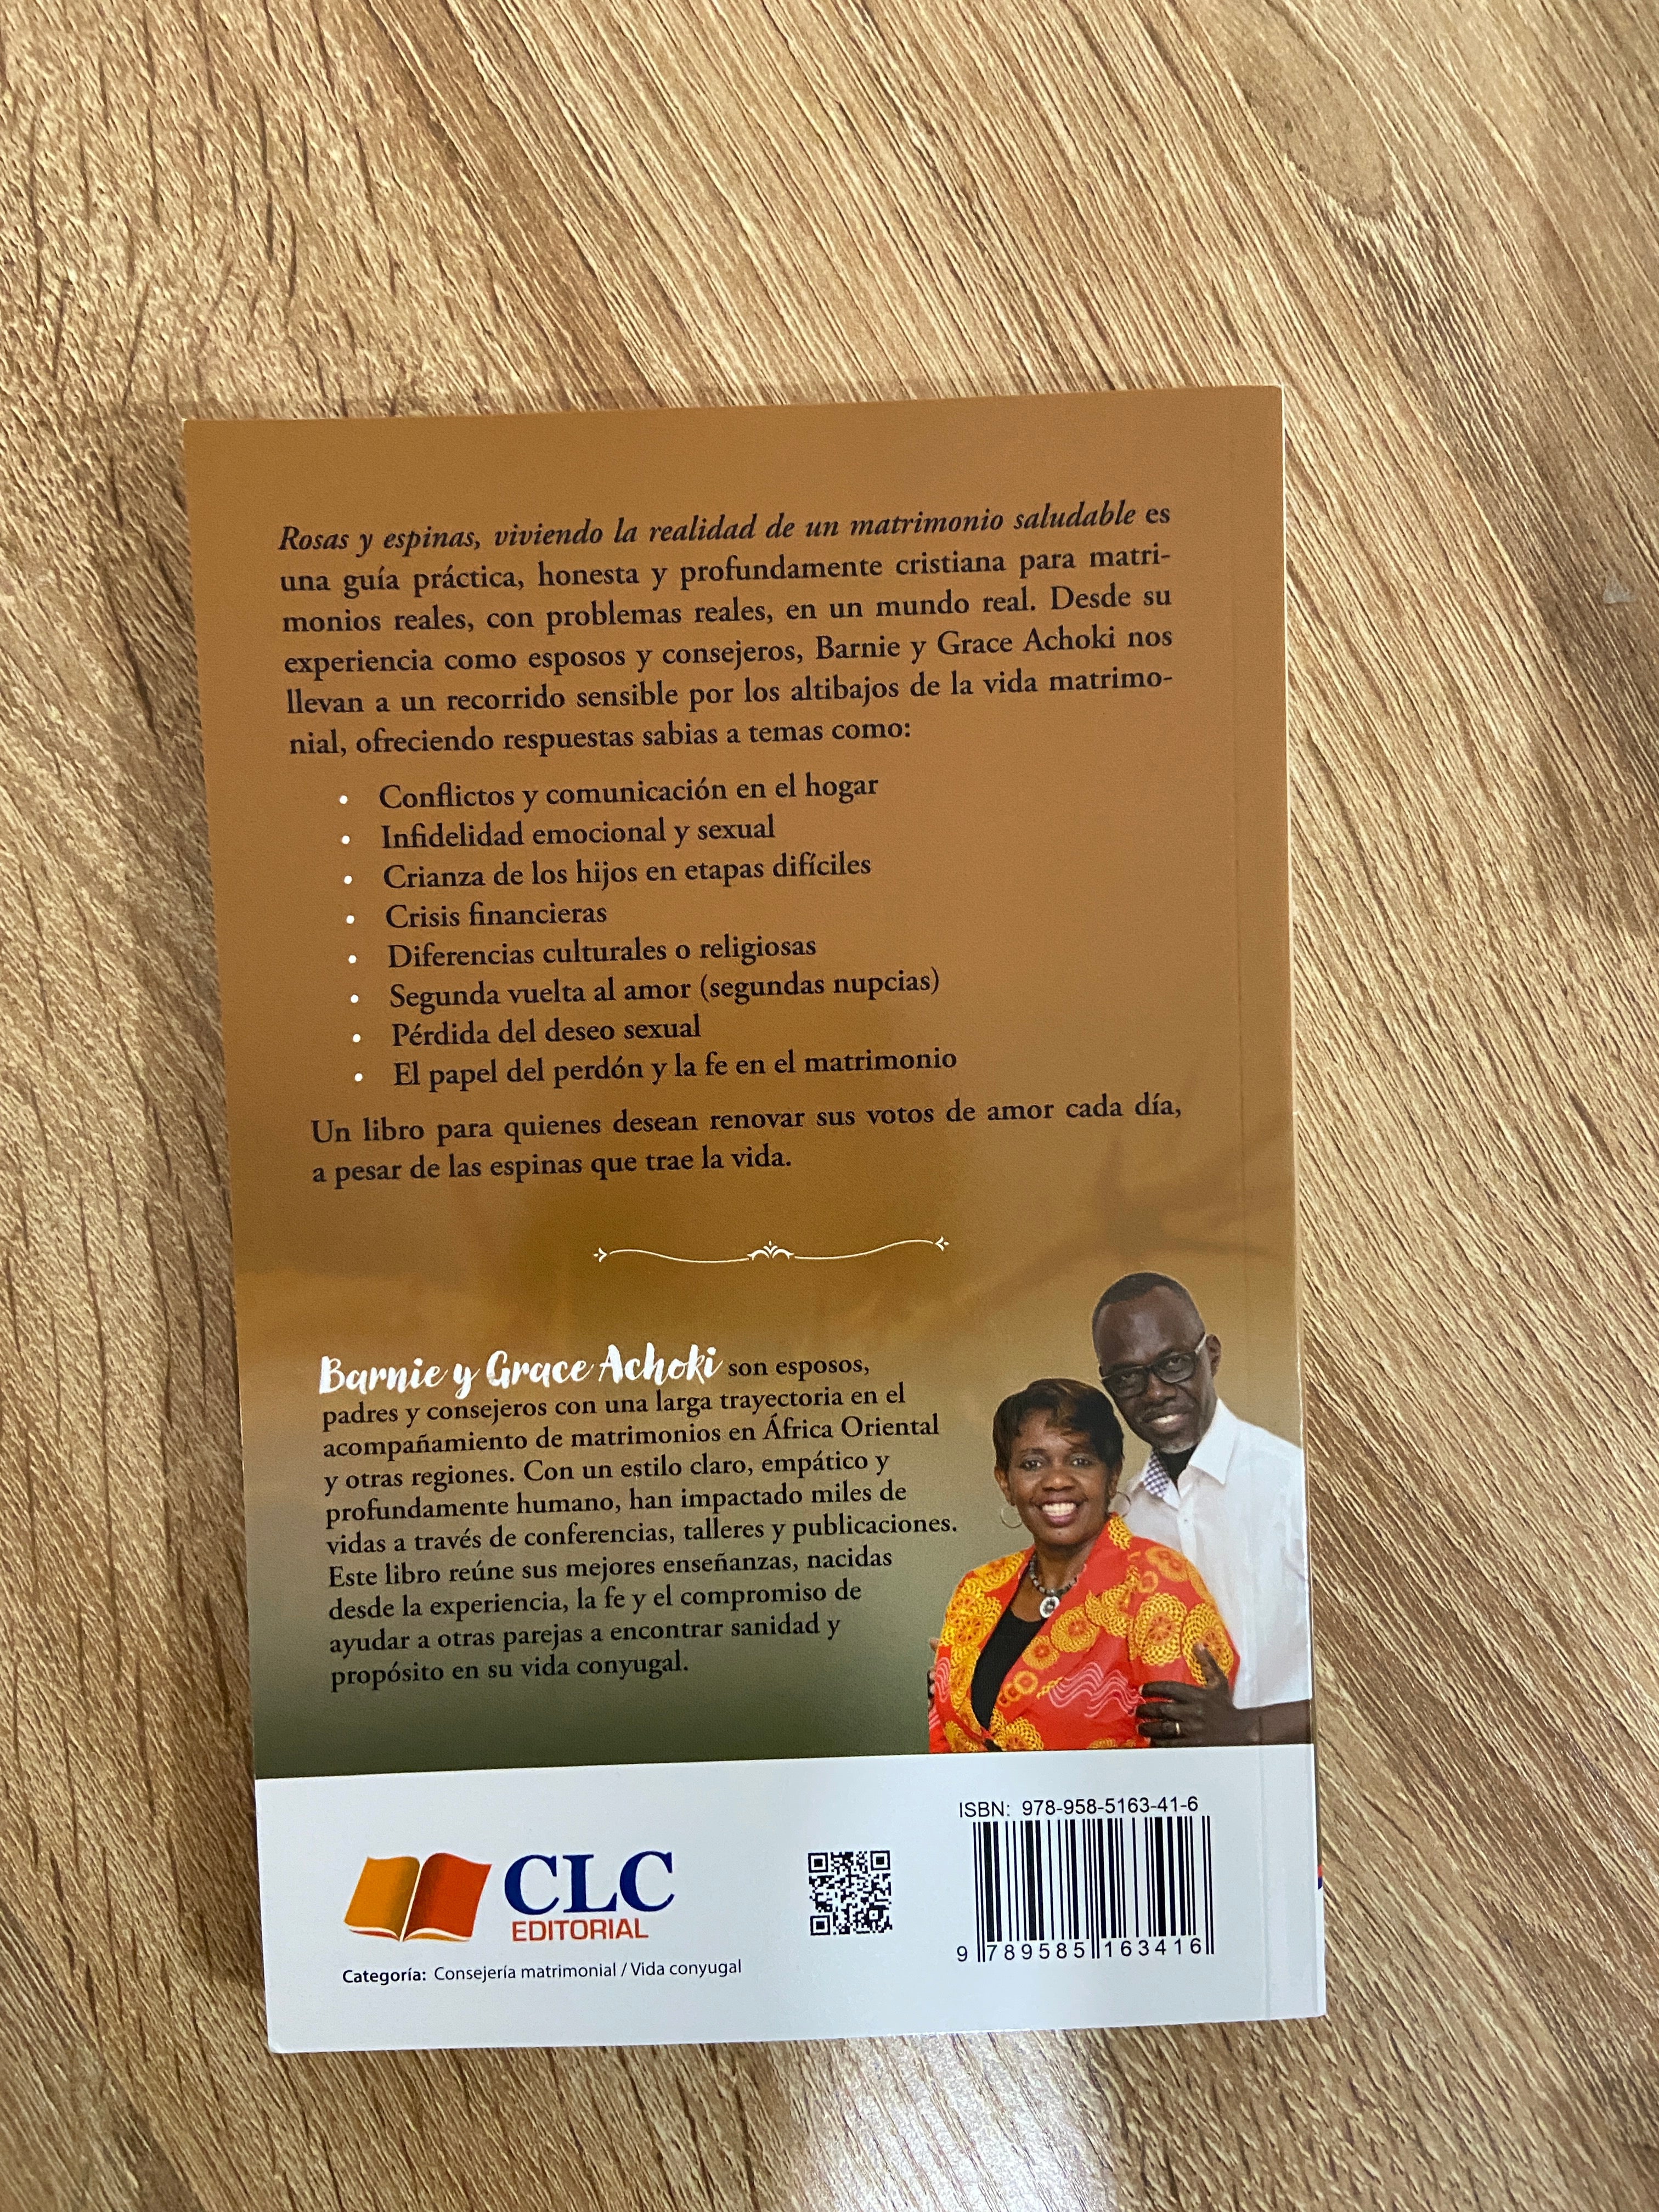 Rosas y espinas, viviendo la realidad de un matrimonio saludable es
una guía práctica, honesta y profundamente cristiana para matri-
monios reales, con problemas reales, en un mundo real. Desde su
experiencia como esposos y consejeros, Barnie y Grace Achoki nos
llevan a un recorrido sensible por los altibajos de la vida matrimo-
nial, ofreciendo respuestas sabias a temas como:
• Conflictos y comunicación en el hogar
• Infidelidad emocional y sexual
• Crianza de los hijos en etapas difíciles
• Crisis financieras
• Diferencias culturales o religiosas
• Segunda vuelta al amor (segundas nupcias)
• Pérdida del deseo sexual
• El papel del perdón y la fe en el matrimonio
Un libro para quienes desean renovar sus votos de amor cada día,
a pesar de las espinas que trae la vida.
Barnie y Grace Achoki son esposos,
padres y consejeros con una larga trayectoria en el
acompañamiento de matrimonios en África Oriental
y otras regiones. Con un estilo claro, empático y
profundamente humano, han impactado miles de
vidas a través de conferencias, talleres y publicaciones.
Este libro reúne sus mejores enseñanzas, nacidas
desde la experiencia, la fe y el compromiso de
ayudar a otras parejas a encontrar sanidad y
propósito en su vida conyugal.
CLC
EDITORIAL
Categoría: Consejería matrimonial / Vida conyugal
ISBN: 978-958-5163-41-6
9 789585 163416